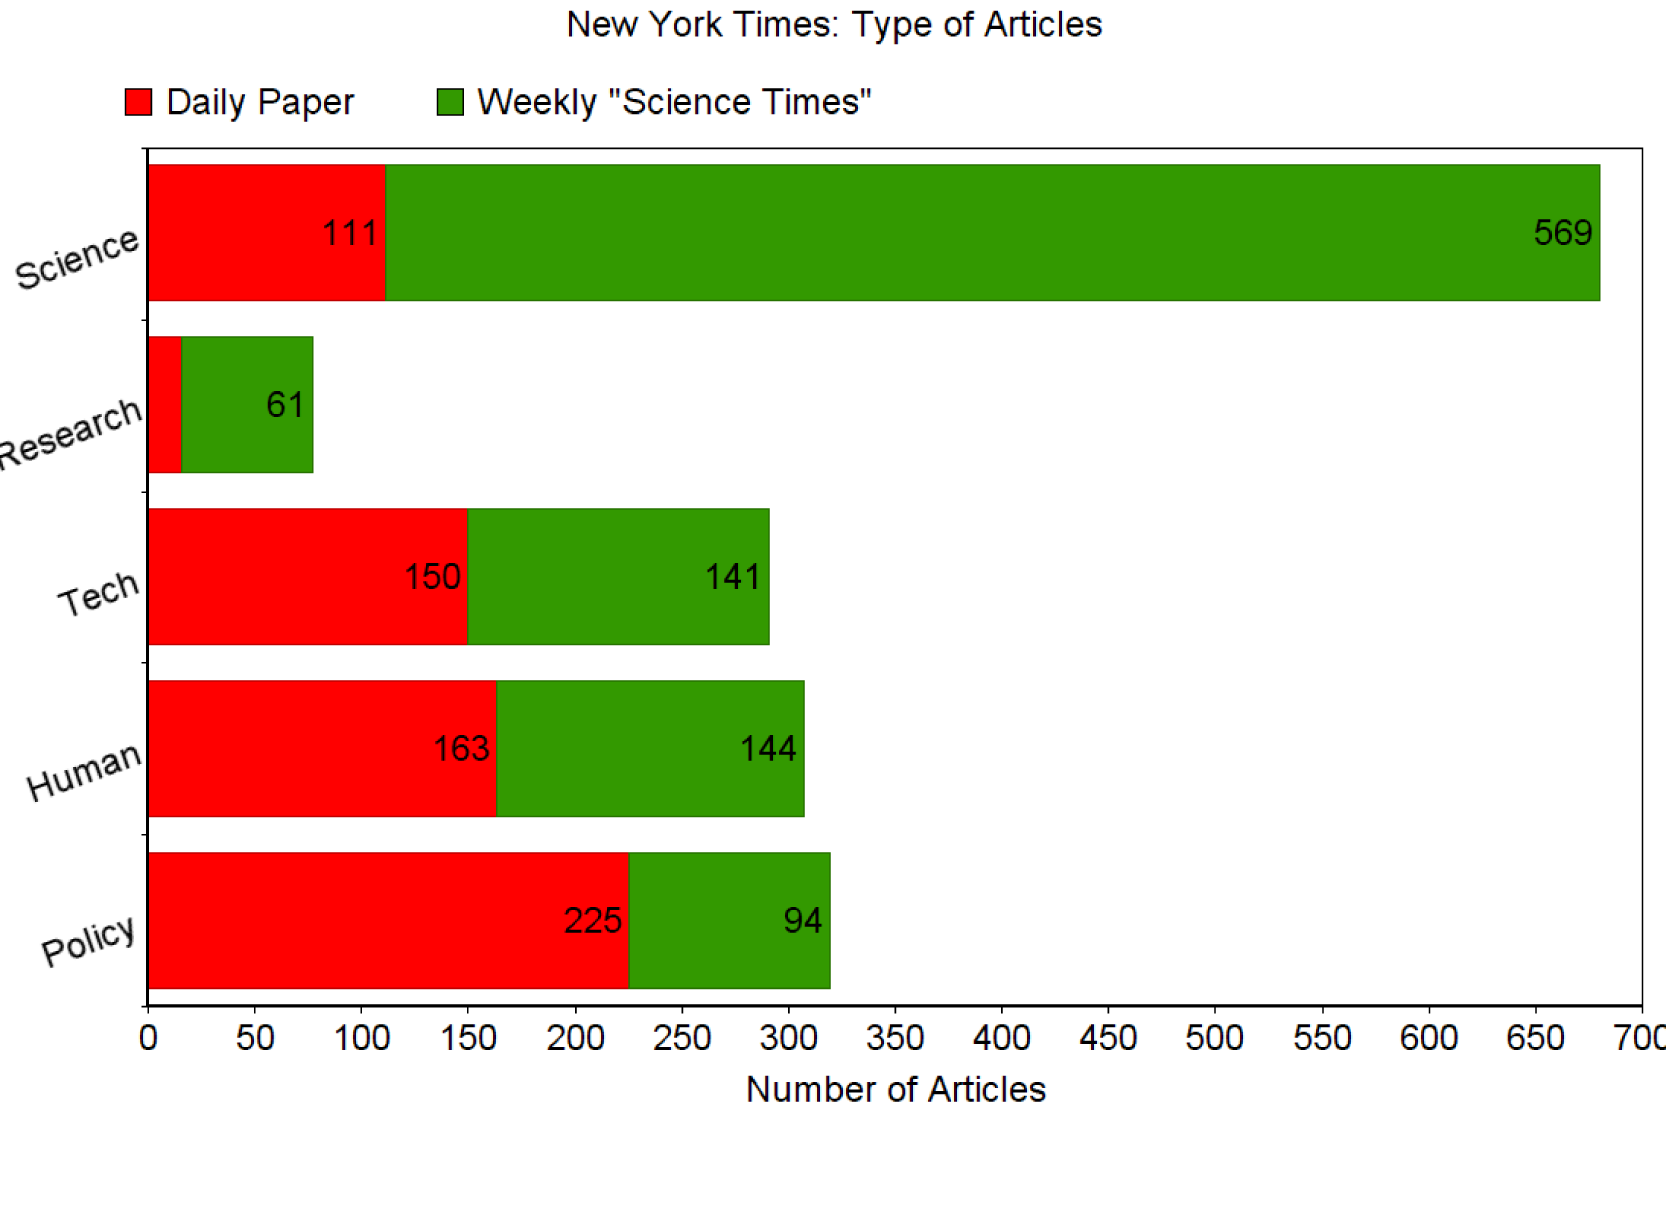 New York Times: Type of Articles
Daily Paper Weekly "Science Times"
Science 111 569
Research 61
Tech 150 141
Human 163 144
Policy 225 94
0 50 100 150 200 250 300 350 400 450 500 550 600 650 700
Number of Articles